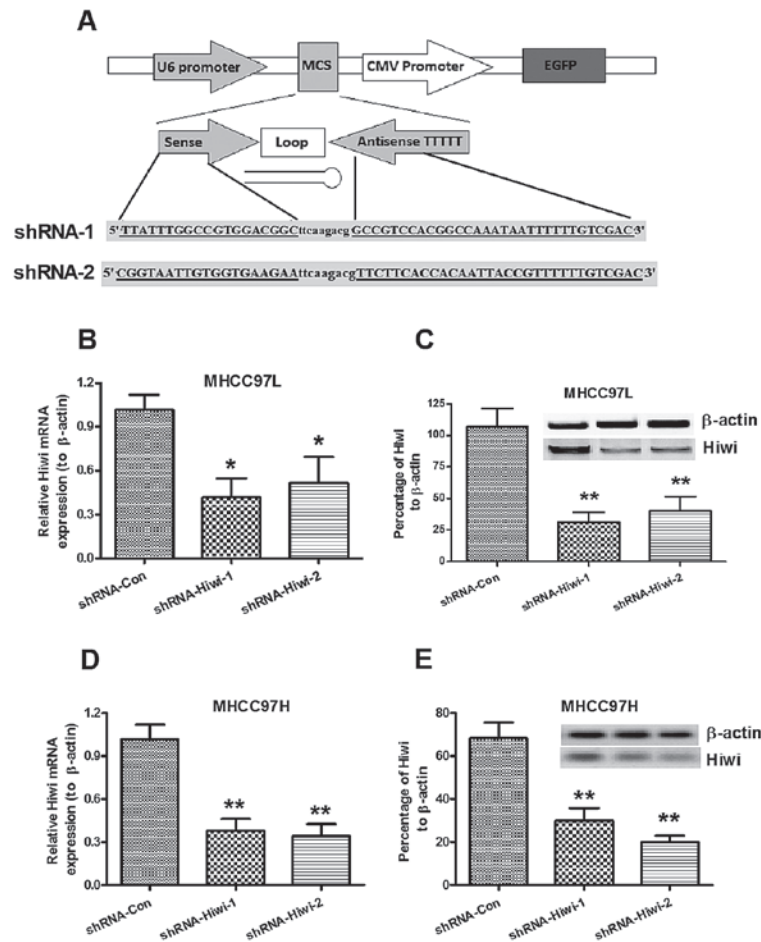 A
U6 promoter
MCS
CMV Promoter
EGFP
Sense
Loop
Antisense TTTTT
shRNA-1
5'TTATTTGGCCGTGGACGGCttcaagacgGCCGTCCACGGCCAAATAATTTTTTGTCGAC3'
shRNA-2
5'CGGTAATTGTGGTGAAGAAttcaagacgTTCTTCACCACAATTACCGTTTTTTGTCGAC3'
B
MHCC97L
Relative Hiwi mRNA
expression (to β-actin)
1.2
0.9
0.6
0.3
0.0
*
*
shRNA-Con
shRNA-Hiwi-1
shRNA-Hiwi-2
C
MHCC97L
Percentage of Hiwi
to β-actin
125
100
75
50
25
0
β-actin
Hiwi
**
**
shRNA-Con
shRNA-Hiwi-1
shRNA-Hiwi-2
D
MHCC97H
Relative Hiwi mRNA
expression (to β-actin)
1.2
0.9
0.6
0.3
0.0
**
**
shRNA-Con
shRNA-Hiwi-1
shRNA-Hiwi-2
E
MHCC97H
Percentage of Hiwi
to β-actin
80
60
40
20
0
β-actin
Hiwi
**
**
shRNA-Con
shRNA-Hiwi-1
shRNA-Hiwi-2